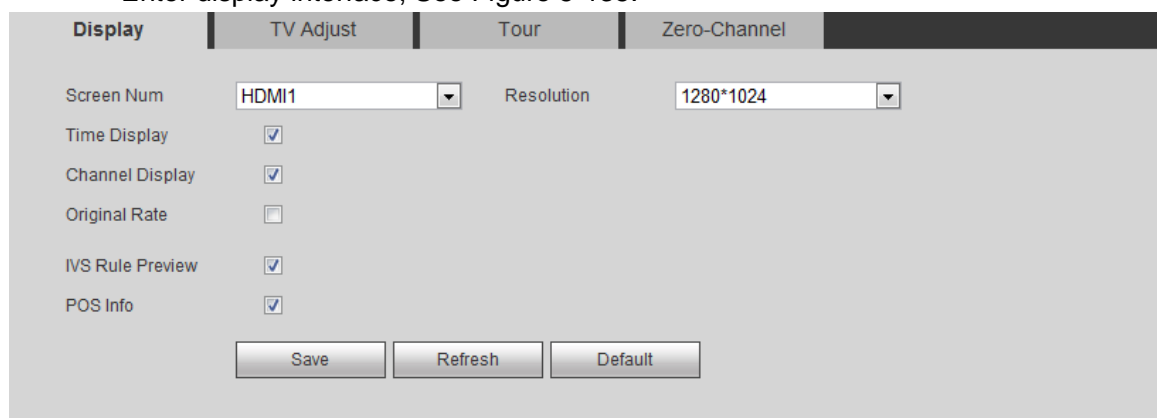 Display TV Adjust Tour Zero-Channel
Screen Num HDMI1 Resolution 1280*1024
Time Display
Channel Display
Original Rate
IVS Rule Preview
POS Info
Save Refresh Default